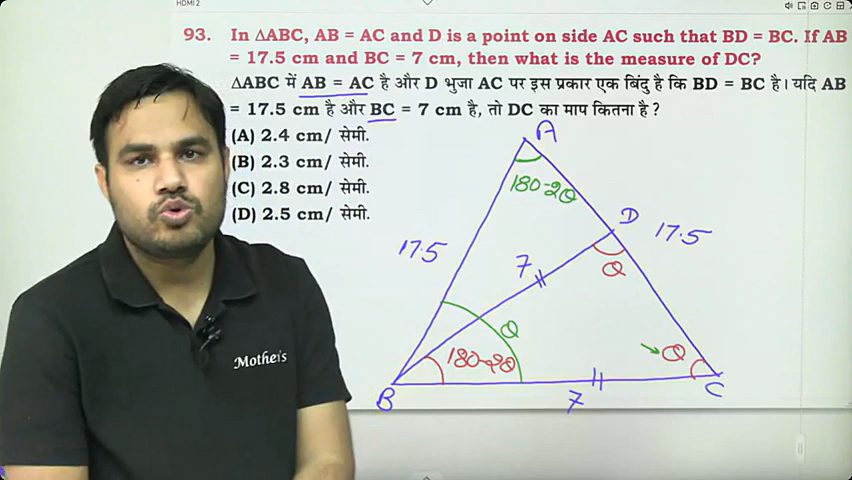 HDMI 2
93. In ΔABC, AB = AC and D is a point on side AC such that BD = BC. If AB
= 17.5 cm and BC = 7 cm, then what is the measure of DC?
ΔABC में AB = AC है और D भुजा AC पर इस प्रकार एक बिंदु है कि BD = BC है। यदि AB
= 17.5 cm है और BC = 7 cm है, तो DC का माप कितना है ?
(A) 2.4 cm/ सेमी.
(B) 2.3 cm/ सेमी.
(C) 2.8 cm/ सेमी.
(D) 2.5 cm/ सेमी.
A
180-2θ
D
17.5
17.5
7
θ
θ
180-2θ
θ
B
7
C
Mother's